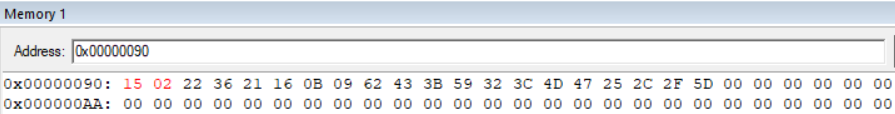 Memory 1
Address: 0x00000090
0x00000090: 15 02 22 36 21 16 0B 09 62 43 3B 59 32 3C 4D 47 25 2C 2F 5D 00 00 00 00 00 00
0x000000AA: 00 00 00 00 00 00 00 00 00 00 00 00 00 00 00 00 00 00 00 00 00 00 00 00 00 00